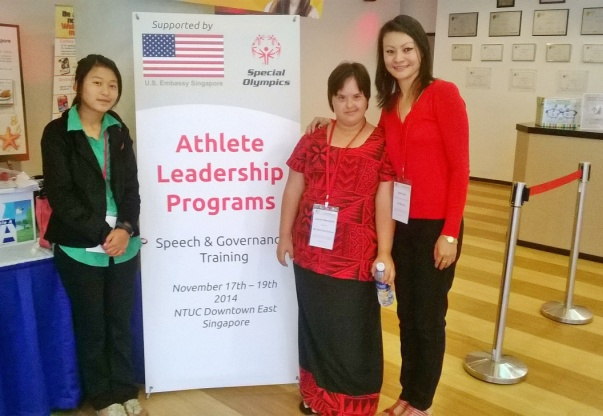 Supported by
U.S. Embassy Singapore
Special
Olympics
Athlete
Leadership
Programs
Speech & Governanc
Training
November 17th – 19th
2014
NTUC Downtown East
Singapore